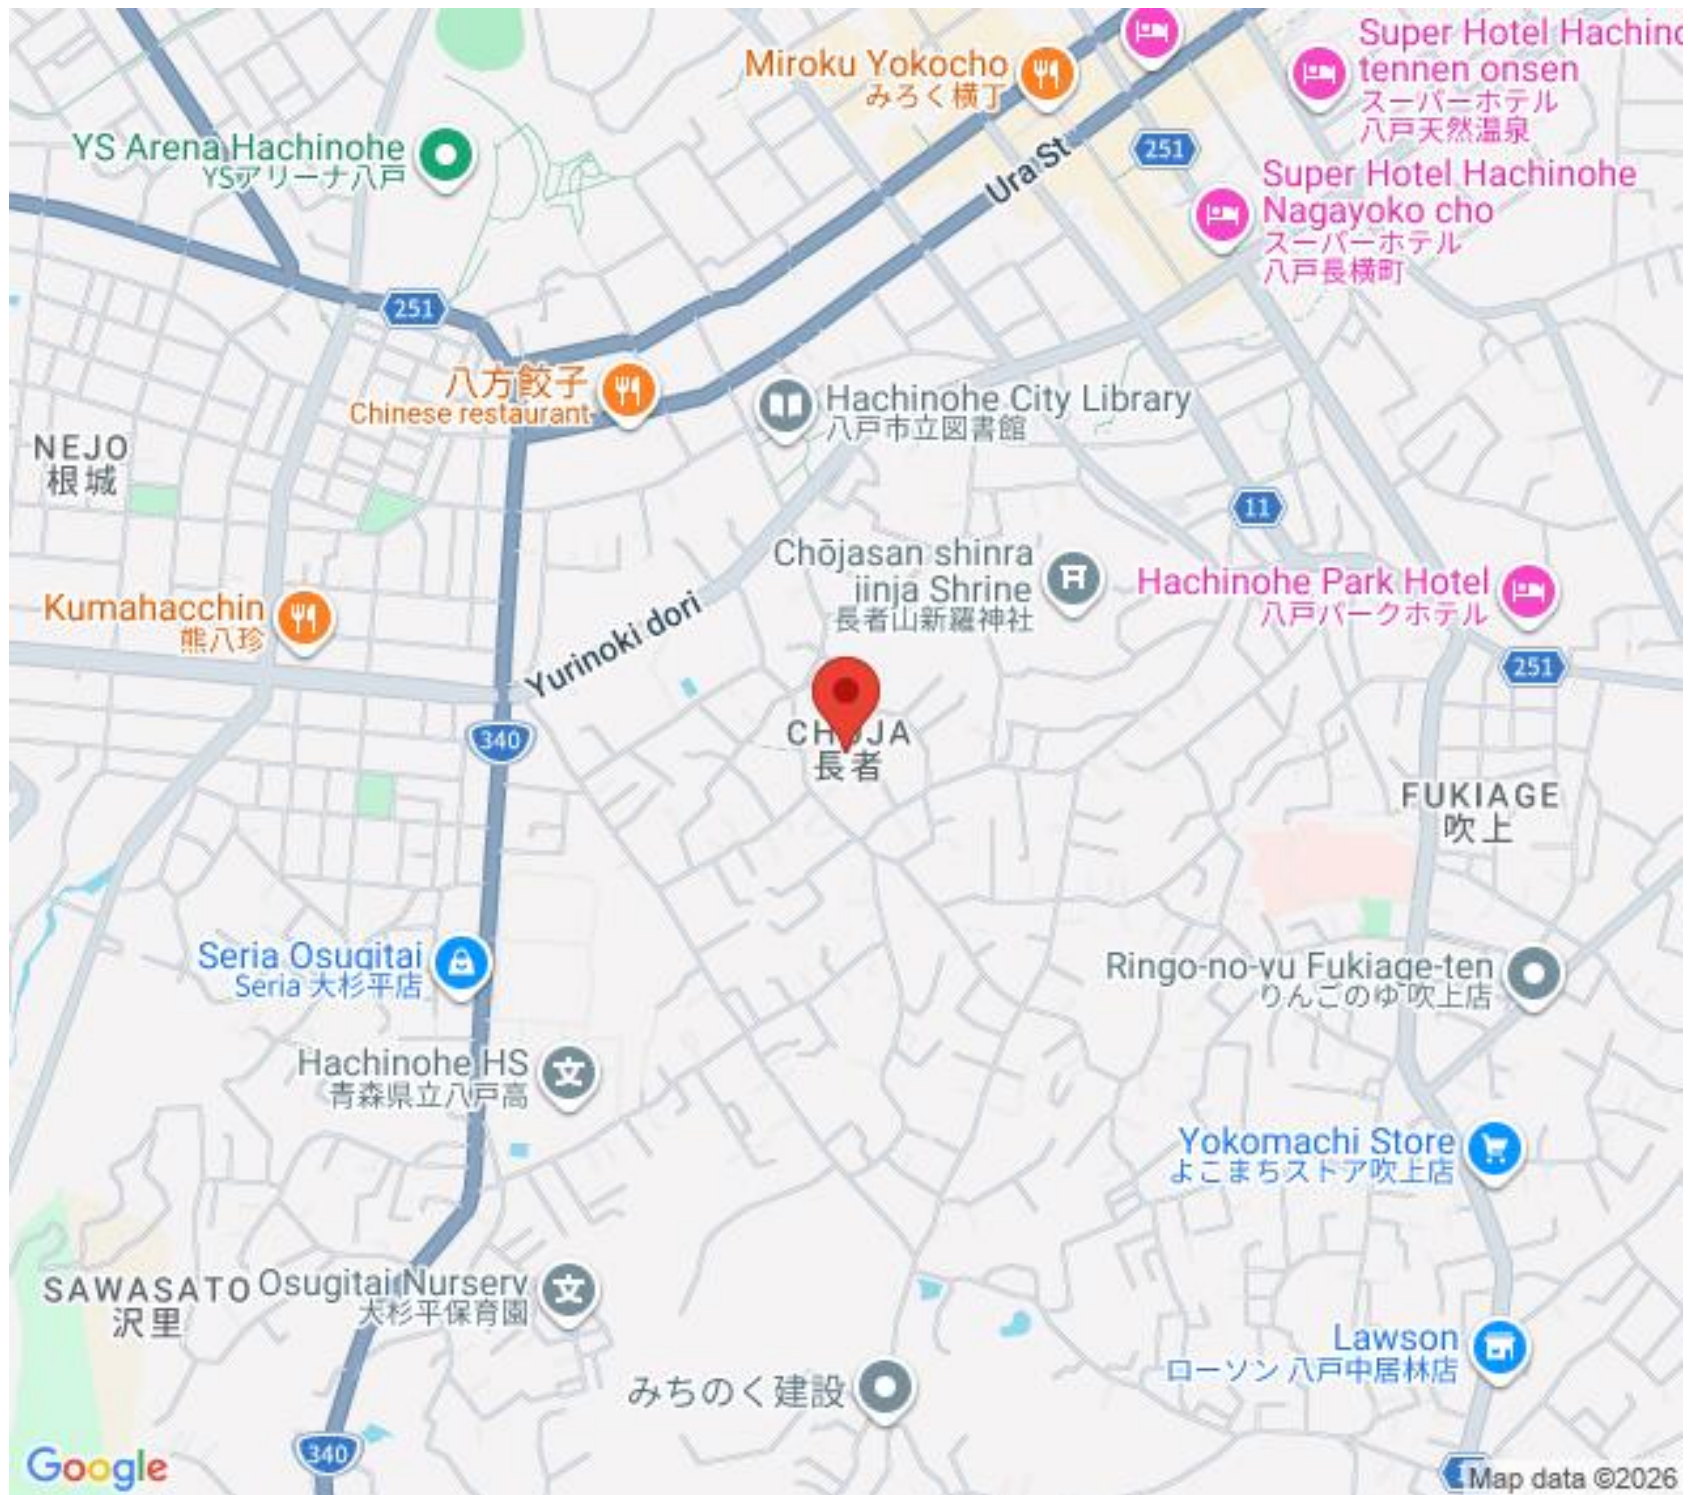 Super Hotel Hachino
tennen onsen
スーパーホテル
八戸天然温泉
Miroku Yokocho
みろく横丁
YS Arena Hachinohe
YSアリーナ八戸
251
Ura St
Super Hotel Hachinohe
Nagayoko cho
スーパーホテル
八戸長横町
251
八方餃子
Chinese restaurant
Hachinohe City Library
八戸市立図書館
NEJO
根城
11
Chōjasan shinra
jinja Shrine
長者山新羅神社
Hachinohe Park Hotel
八戸パークホテル
Kumahacchin
熊八珍
Yurinoki dori
251
340
CHOJA
長者
FUKIAGE
吹上
Seria Osugitai
Seria 大杉平店
Ringo-no-yu Fukiage-ten
りんごのゆ 吹上店
Hachinohe HS
青森県立八戸高
Yokomachi Store
よこまちストア吹上店
SAWASATO
沢里
Osugitai Nursery
大杉平保育園
Lawson
ローソン 八戸中居林店
みちのく建設
340
Google
Map data ©2026